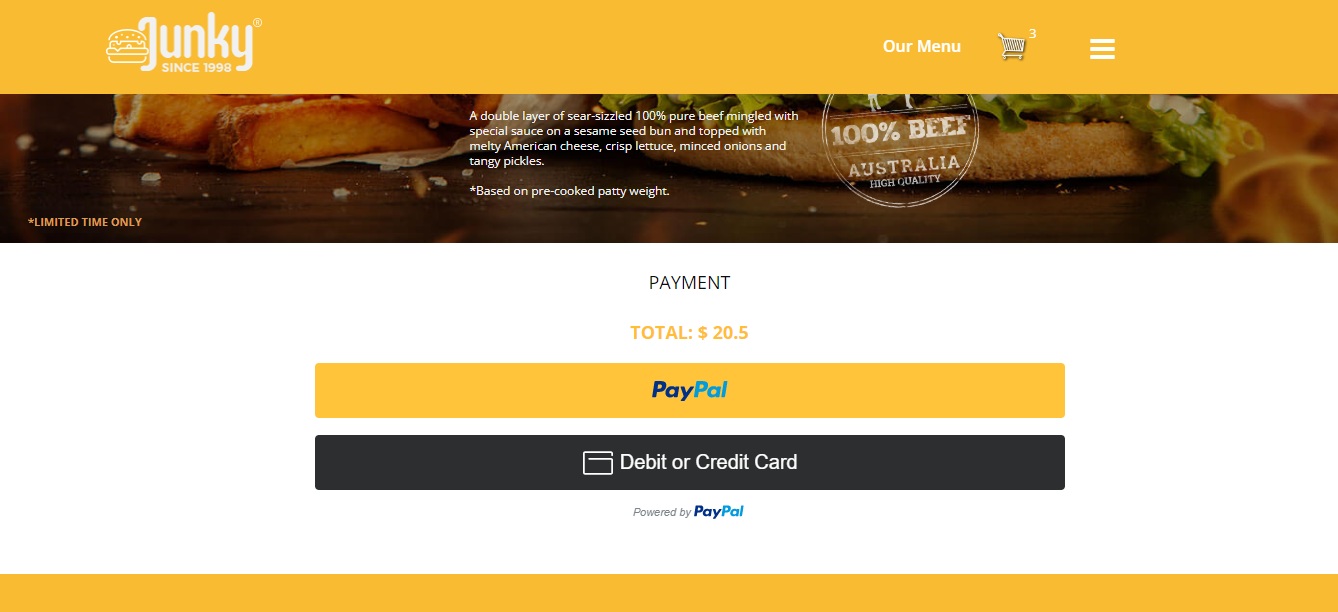 Junky®
SINCE 1998
Our Menu
3
A double layer of sear-sizzled 100% pure beef mingled with
special sauce on a sesame seed bun and topped with
melty American cheese, crisp lettuce, minced onions and
tangy pickles.
*Based on pre-cooked patty weight.
100% BEEF
AUSTRALIA
HIGH QUALITY
*LIMITED TIME ONLY
PAYMENT
TOTAL: $ 20.5
PayPal
Debit or Credit Card
Powered by PayPal